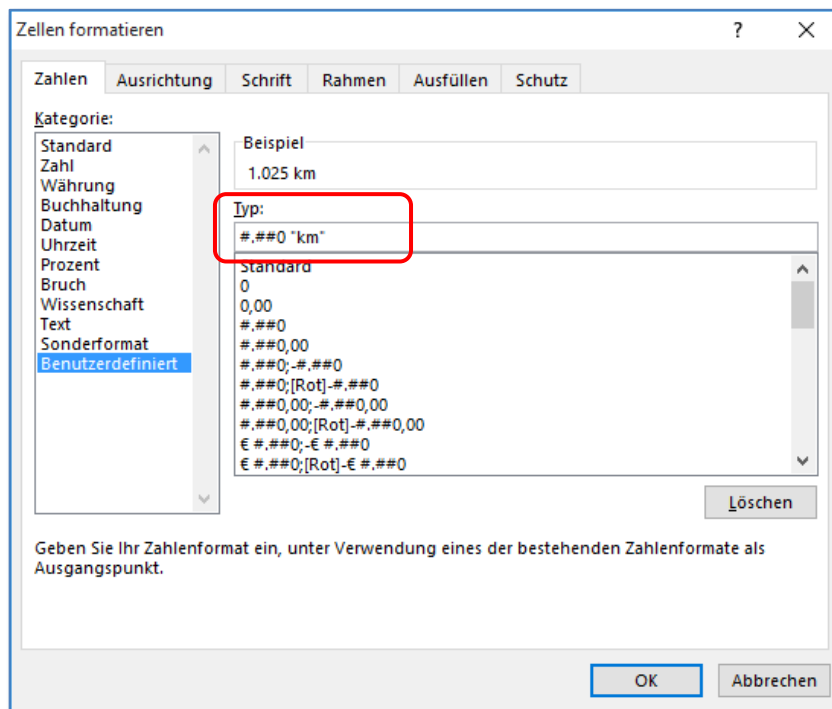 Zellen formatieren
?
Zahlen Ausrichtung Schrift Rahmen Ausfüllen Schutz
Kategorie:
Standard
Zahl
Währung
Buchhaltung
Datum
Uhrzeit
Prozent
Bruch
Wissenschaft
Text
Sonderformat
Benutzerdefiniert
Beispiel
1.025 km
Typ:
#.##0 "km"
Standard
0
0,00
#.##0
#.##0,00
#.##0;-#.##0
#.##0;[Rot]-#.##0
#.##0,00;-#.##0,00
#.##0,00;[Rot]-#.##0,00
€ #.##0;-€ #.##0
€ #.##0;[Rot]-€ #.##0
Löschen
Geben Sie Ihr Zahlenformat ein, unter Verwendung eines der bestehenden Zahlenformate als
Ausgangspunkt.
OK Abbrechen